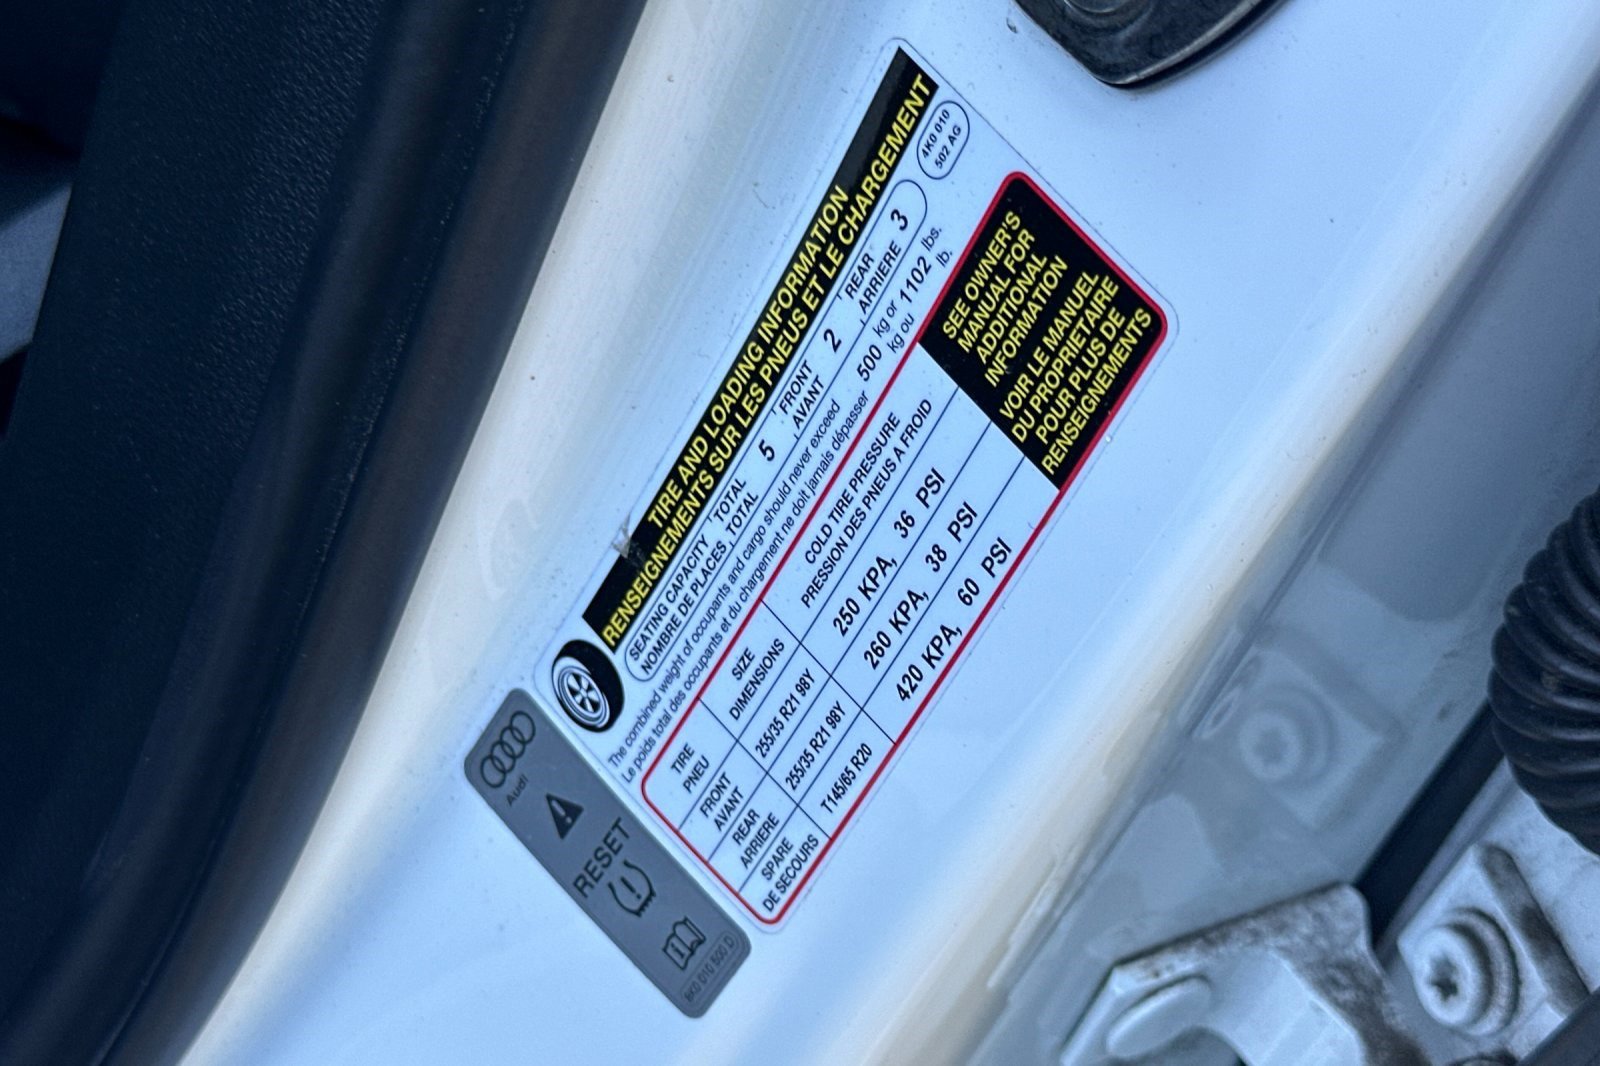 TIRE AND LOADING INFORMATION
RENSEIGNEMENTS SUR LES PNEUS ET LE CHARGEMENT
4K0 010
502 AG
SEATING CAPACITY TOTAL 5 FRONT 2 REAR 3
NOMBRE DE PLACES TOTAL AVANT ARRIERE
The combined weight of occupants and cargo should never exceed 500 kg or 1102 lbs.
Le poids total des occupants et du chargement ne doit jamais dépasser kg ou lb.
TIRE SIZE COLD TIRE PRESSURE
PNEU DIMENSIONS PRESSION DES PNEUS A FROID
FRONT 255/35 R21 98Y 250 KPA, 36 PSI
AVANT
REAR 255/35 R21 98Y 260 KPA, 38 PSI
ARRIERE
SPARE T145/65 R20 420 KPA, 60 PSI
DE SECOURS
SEE OWNER'S
MANUAL FOR
ADDITIONAL
INFORMATION
VOIR LE MANUEL
DU PROPRIETAIRE
POUR PLUS DE
RENSEIGNEMENTS
Audi
RESET
8K0 010 500 D